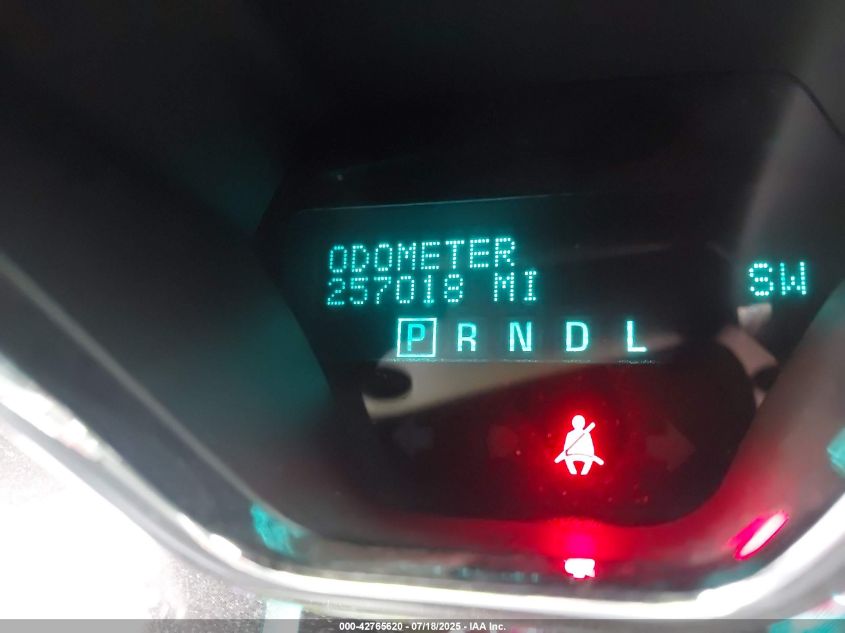 ODOMETER
257018 MI
SW
P R N D L
000-42765620 - 07/18/2025 - IAA Inc.